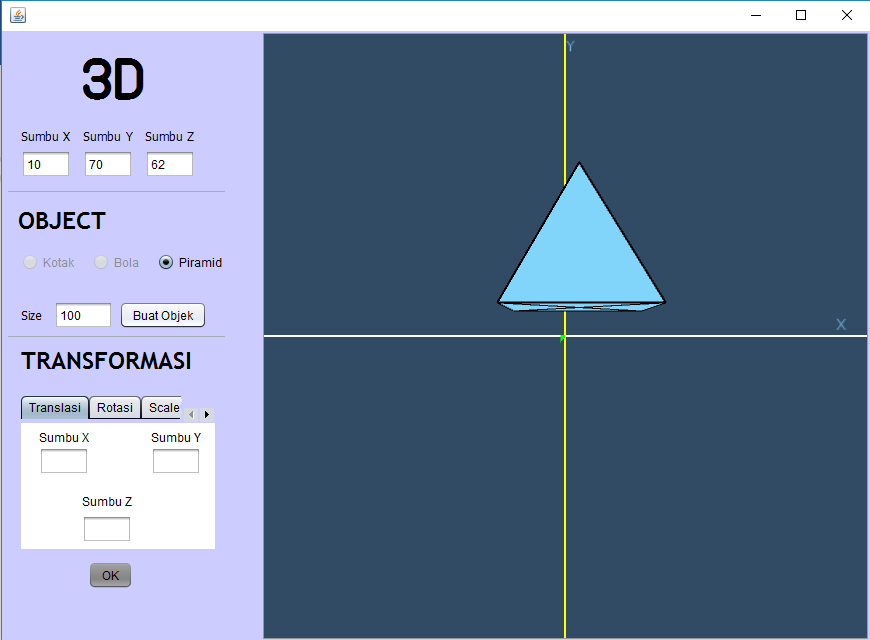 3D
Sumbu X Sumbu Y Sumbu Z
10 70 62
OBJECT
Kotak Bola Piramid
Size 100 Buat Objek
TRANSFORMASI
Translasi Rotasi Scale
Sumbu X Sumbu Y
Sumbu Z
OK
Y
X